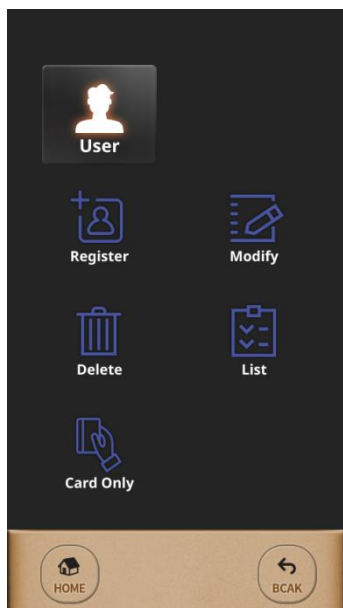 User
Register
Modify
Delete
List
Card Only
HOME
BCAK